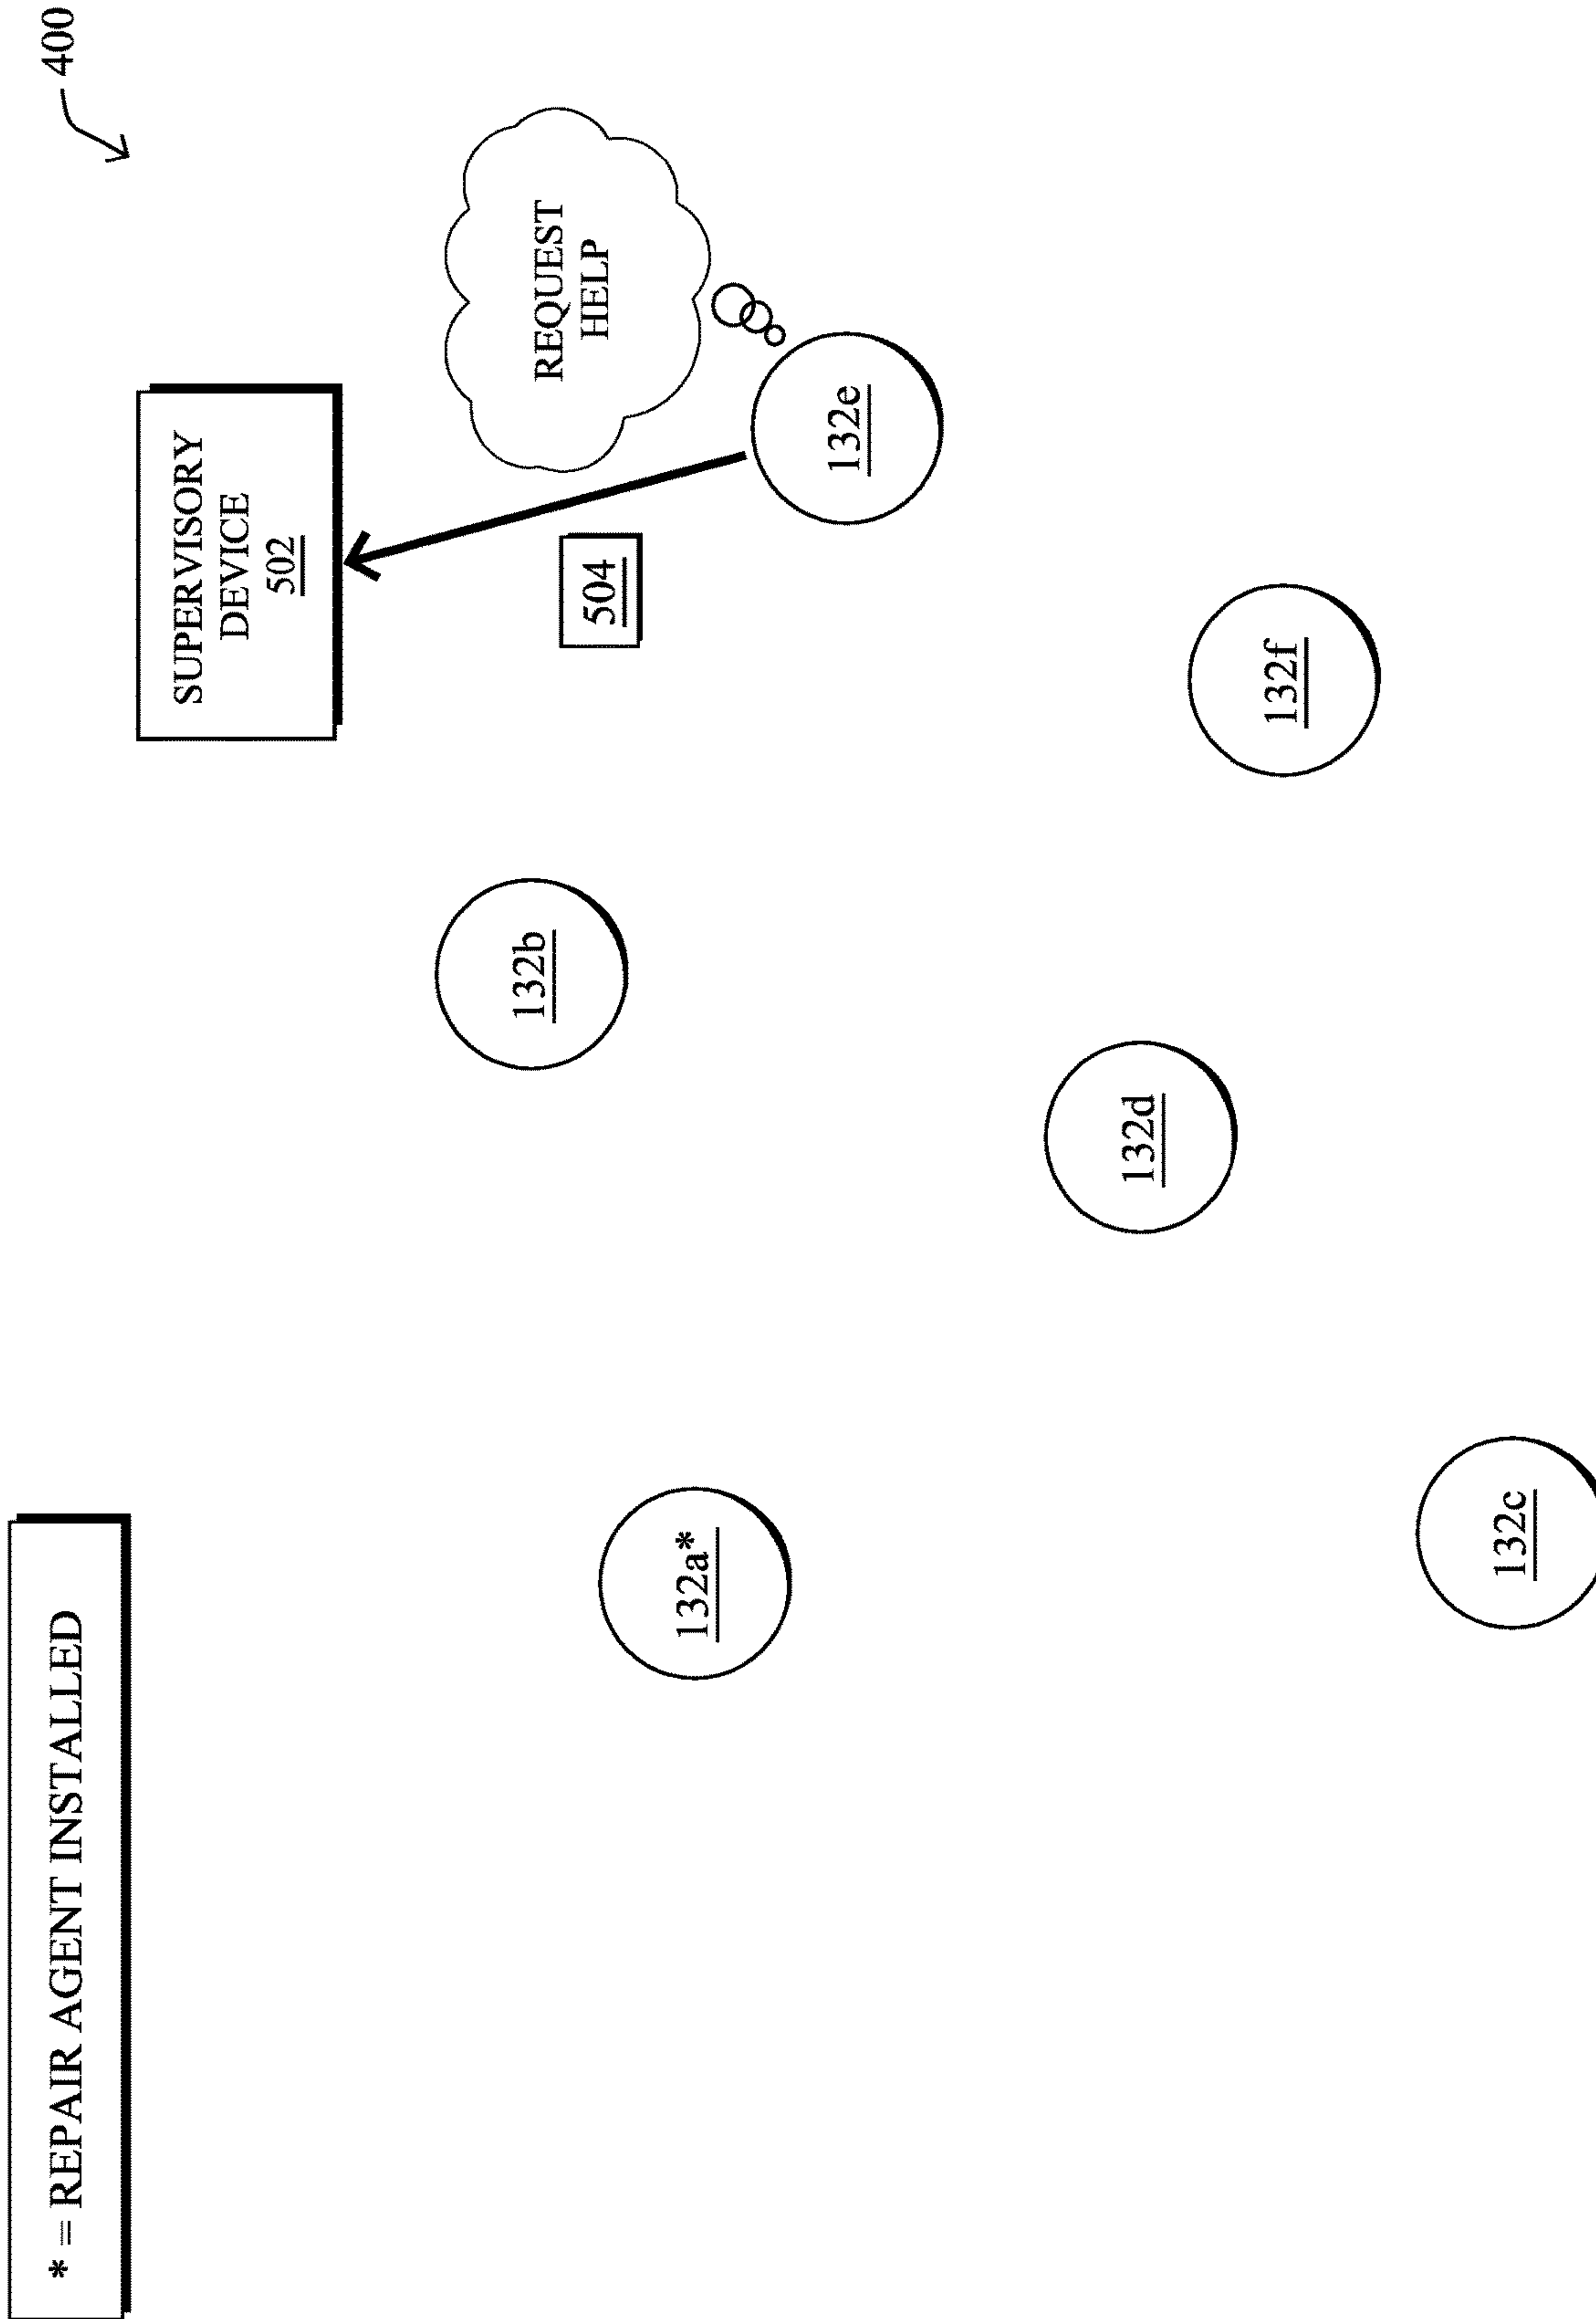 * = REPAIR AGENT INSTALLED
400
SUPERVISORY
DEVICE
502
504
REQUEST
HELP
132b
132a*
132e
132d
132f
132c